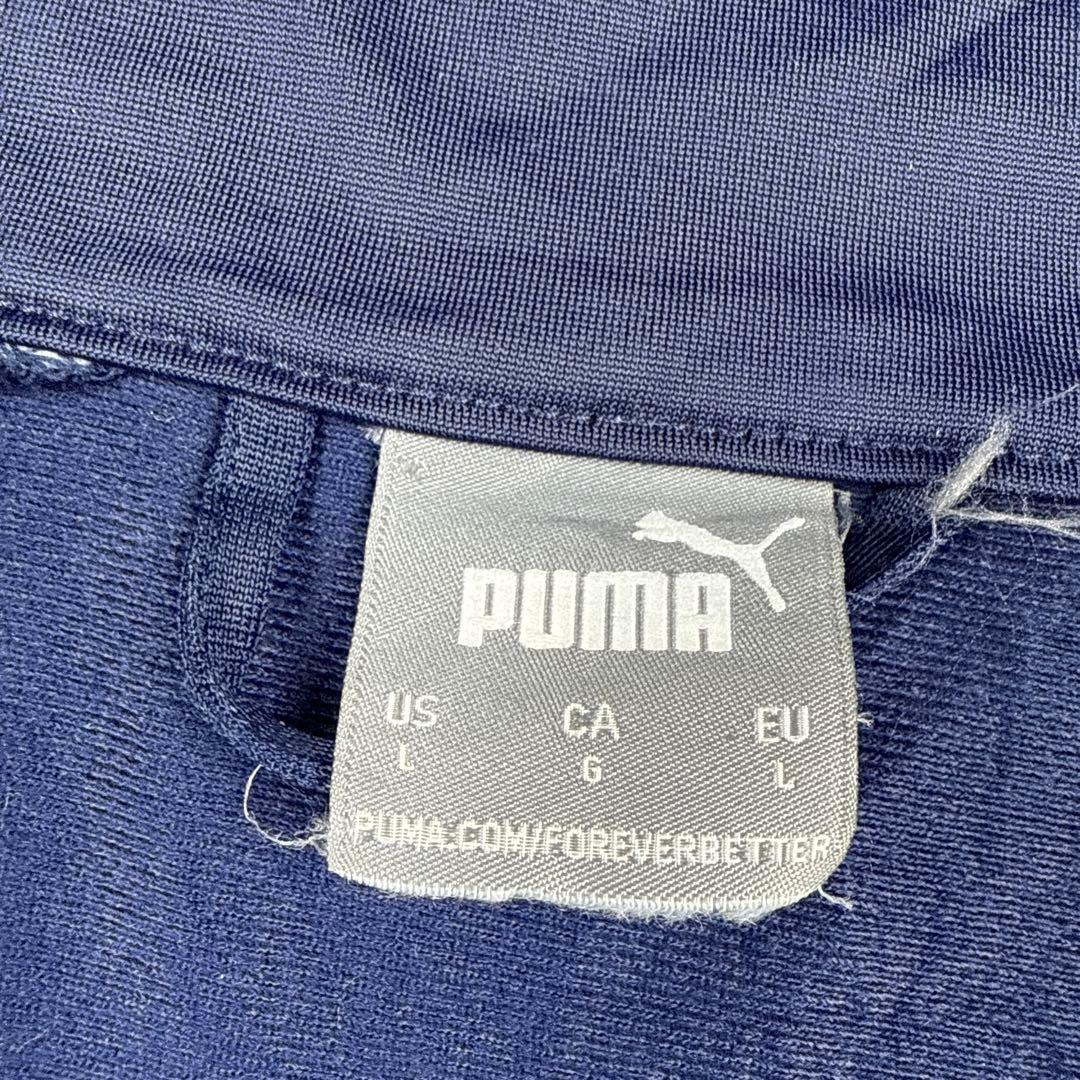 PUMA
US CA EU
L G L
PUMA.COM/FOREVERBETTER